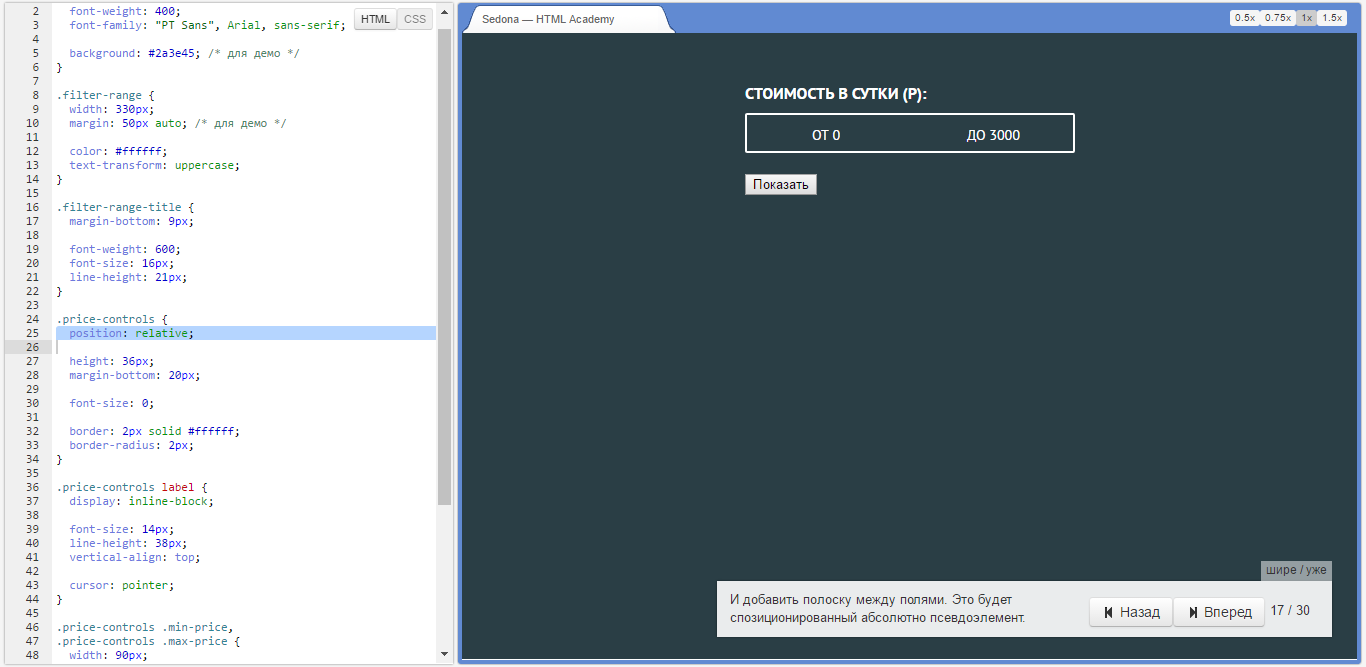 2 font-weight: 400;
3 font-family: "PT Sans", Arial, sans-serif;
4
5 background: #2a3e45; /* для демо */
6 }
7
8 .filter-range {
9 width: 330px;
10 margin: 50px auto; /* для демо */
11
12 color: #ffffff;
13 text-transform: uppercase;
14 }
15
16 .filter-range-title {
17 margin-bottom: 9px;
18
19 font-weight: 600;
20 font-size: 16px;
21 line-height: 21px;
22 }
23
24 .price-controls {
25 position: relative;
26
27 height: 36px;
28 margin-bottom: 20px;
29
30 font-size: 0;
31
32 border: 2px solid #ffffff;
33 border-radius: 2px;
34 }
35
36 .price-controls label {
37 display: inline-block;
38
39 font-size: 14px;
40 line-height: 38px;
41 vertical-align: top;
42
43 cursor: pointer;
44 }
45
46 .price-controls .min-price,
47 .price-controls .max-price {
48 width: 90px;
HTML CSS
Sedona — HTML Academy
0.5x 0.75x 1x 1.5x
СТОИМОСТЬ В СУТКИ (Р):
ОТ 0 ДО 3000
Показать
шире / уже
И добавить полоску между полями. Это будет
спозиционированный абсолютно псевдоэлемент.
Назад Вперед 17 / 30